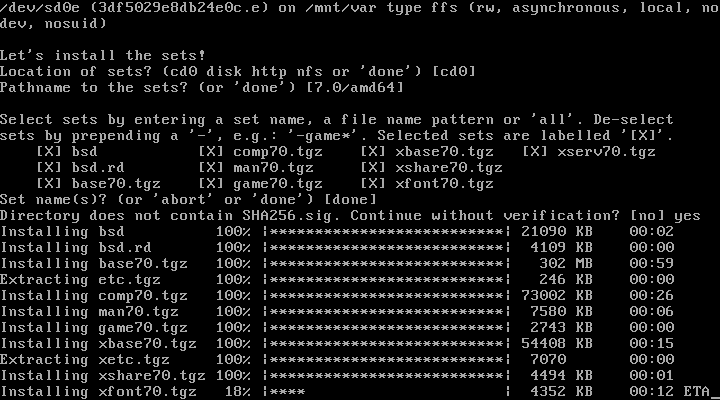 /dev/sd0e (3df5029e8db24e0c.e) on /mnt/var type ffs (rw, asynchronous, local, no
dev, nosuid)
Let's install the sets!
Location of sets? (cd0 disk http nfs or 'done') [cd0]
Pathname to the sets? (or 'done') [7.0/amd64]
Select sets by entering a set name, a file name pattern or 'all'. De-select
sets by prepending a '-', e.g.: '-game*'. Selected sets are labelled '[X]'.
[X] bsd [X] comp70.tgz [X] xbase70.tgz [X] xserv70.tgz
[X] bsd.rd [X] man70.tgz [X] xshare70.tgz
[X] base70.tgz [X] game70.tgz [X] xfont70.tgz
Set name(s)? (or 'abort' or 'done') [done]
Directory does not contain SHA256.sig. Continue without verification? [no] yes
Installing bsd 100% |**************************| 21090 KB 00:02
Installing bsd.rd 100% |**************************| 4109 KB 00:00
Installing base70.tgz 100% |**************************| 302 MB 00:59
Extracting etc.tgz 100% |**************************| 246 KB 00:00
Installing comp70.tgz 100% |**************************| 73002 KB 00:26
Installing man70.tgz 100% |**************************| 7580 KB 00:06
Installing game70.tgz 100% |**************************| 2743 KB 00:00
Installing xbase70.tgz 100% |**************************| 54408 KB 00:15
Extracting xetc.tgz 100% |**************************| 7070 00:00
Installing xshare70.tgz 100% |**************************| 4494 KB 00:01
Installing xfont70.tgz 18% |**** | 4352 KB 00:12 ETA_